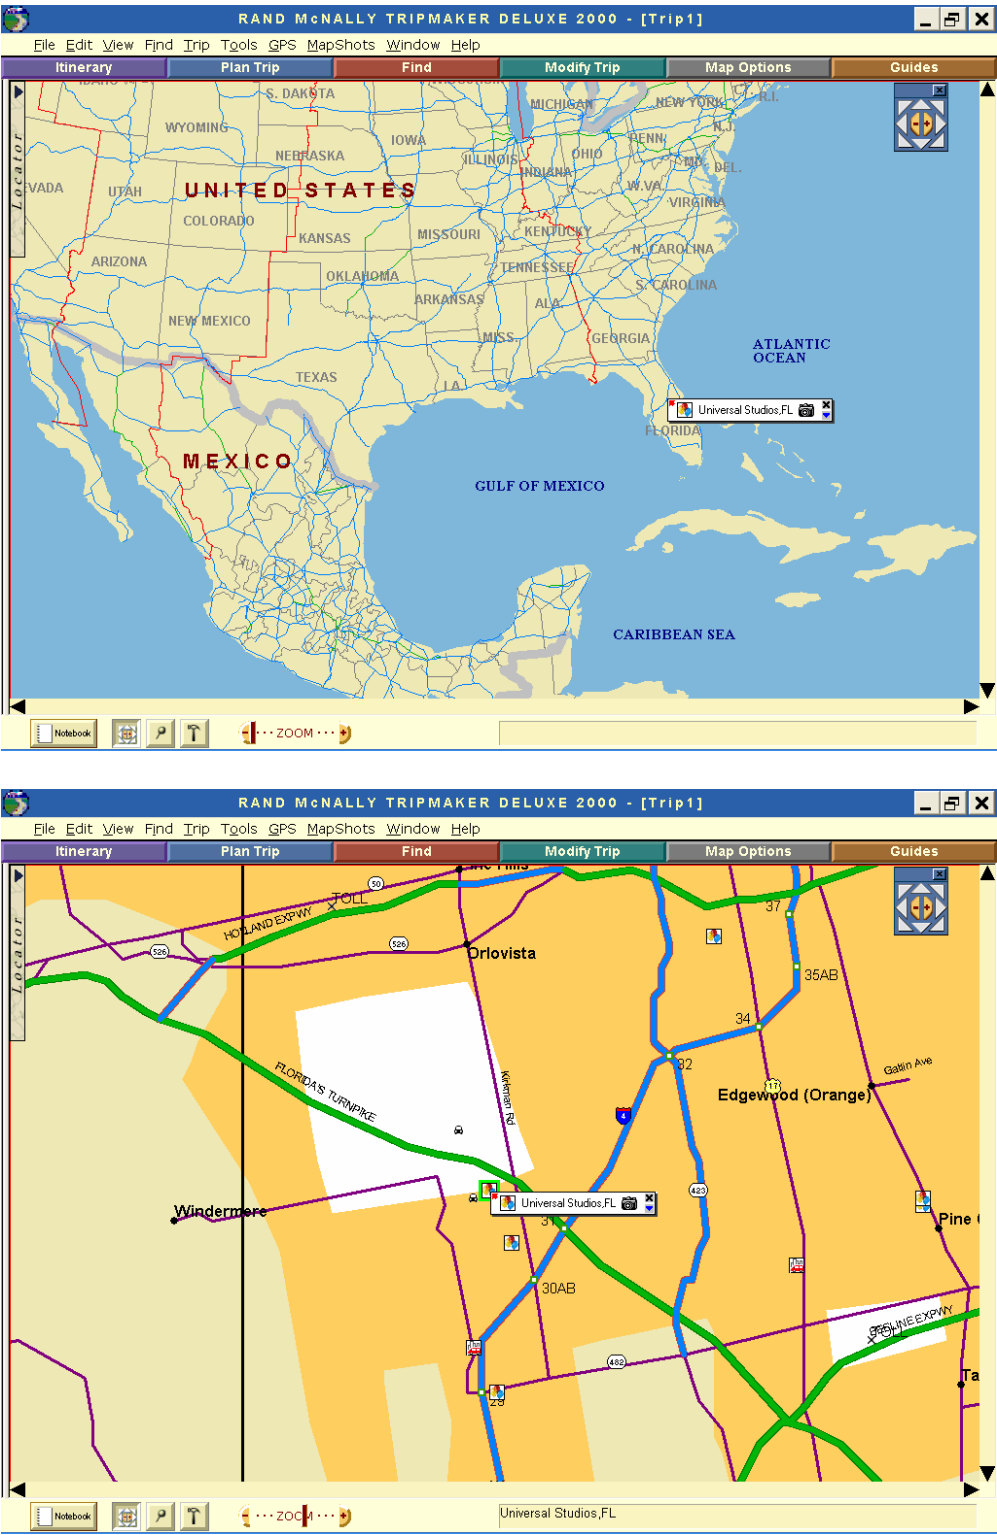 RAND McNALLY TRIPMAKER DELUXE 2000 - [Trip1]
File Edit View Find Trip Tools GPS MapShots Window Help
Itinerary Plan Trip Find Modify Trip Map Options Guides
Locator
S. DAKOTA
MICHIGAN
NEW YORK
R.I.
CT.
WYOMING
IOWA
PENN.
N.J.
NEBRASKA
ILLINOIS
OHIO
INDIANA
MD.
DEL.
VADA
UTAH
UNITED STATES
W.VA.
VIRGINIA
COLORADO
KANSAS
MISSOURI
KENTUCKY
N. CAROLINA
ARIZONA
OKLAHOMA
TENNESSEE
S. CAROLINA
ARKANSAS
ALA.
NEW MEXICO
MISS.
GEORGIA
ATLANTIC
OCEAN
TEXAS
LA.
Universal Studios,FL
FLORIDA
MEXICO
GULF OF MEXICO
CARIBBEAN SEA
Notebook
ZOOM
RAND McNALLY TRIPMAKER DELUXE 2000 - [Trip1]
File Edit View Find Trip Tools GPS MapShots Window Help
Itinerary Plan Trip Find Modify Trip Map Options Guides
Locator
50
TOLL
HOLLAND EXPWY
37
526
526
Orlovista
35AB
34
32
Gatlin Ave
FLORIDA'S TURNPIKE
Kirkman Rd
17
Edgewood (Orange)
4
423
Universal Studios,FL
Windermere
31
Pine
30AB
BEELINE EXPWY
TOLL
482
Ta
29
Notebook
ZOOM
Universal Studios,FL